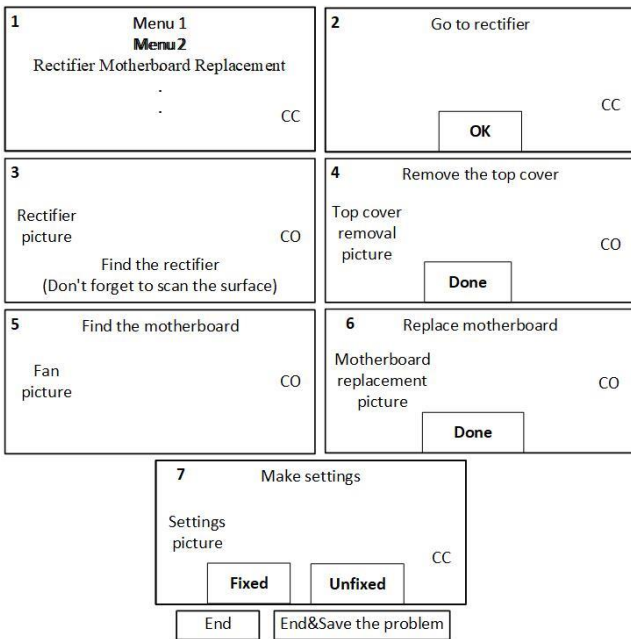 1
Menu 1
Menu 2
Rectifier Motherboard Replacement
.
.
CC
2
Go to rectifier
CC
OK
3
Rectifier
picture
CO
Find the rectifier
(Don't forget to scan the surface)
4
Remove the top cover
Top cover
removal
picture
CO
Done
5
Find the motherboard
Fan
picture
CO
6
Replace motherboard
Motherboard
replacement
picture
CO
Done
7
Make settings
Settings
picture
CC
Fixed
Unfixed
End
End&Save the problem